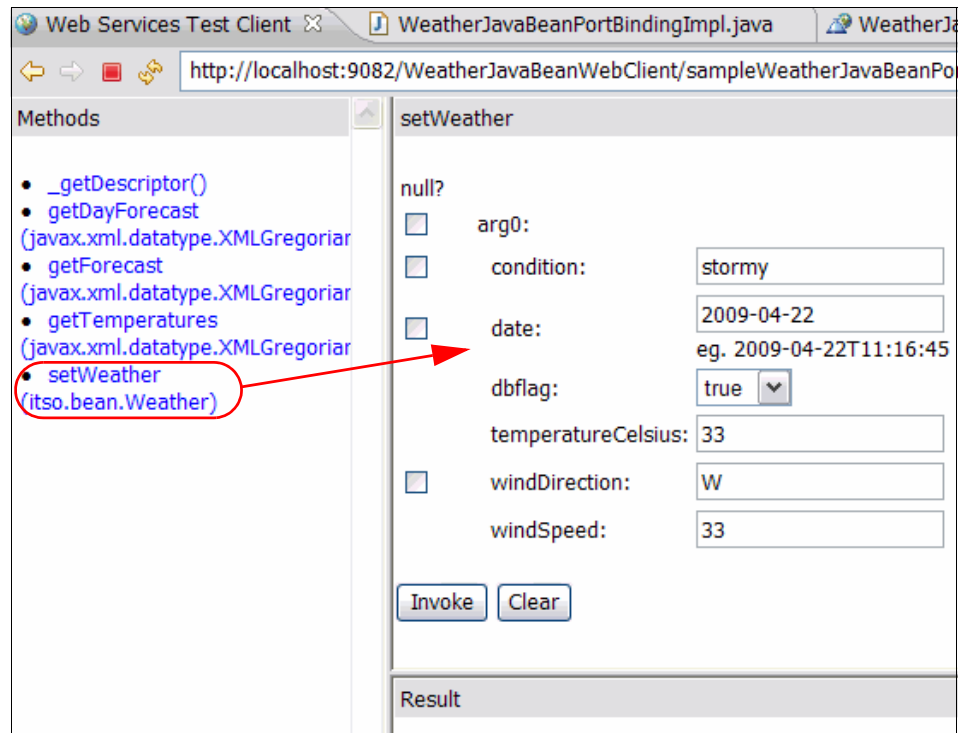 Web Services Test Client
WeatherJavaBeanPortBindingImpl.java
WeatherJa
http://localhost:9082/WeatherJavaBeanWebClient/sampleWeatherJavaBeanPo
Methods
_getDescriptor()
getDayForecast
(javax.xml.datatype.XMLGregorian
getForecast
(javax.xml.datatype.XMLGregorian
getTemperatures
(javax.xml.datatype.XMLGregorian
setWeather
(itso.bean.Weather)
setWeather
null?
arg0:
condition: stormy
date: 2009-04-22
eg. 2009-04-22T11:16:45
dbflag: true
temperatureCelsius: 33
windDirection: W
windSpeed: 33
Invoke Clear
Result